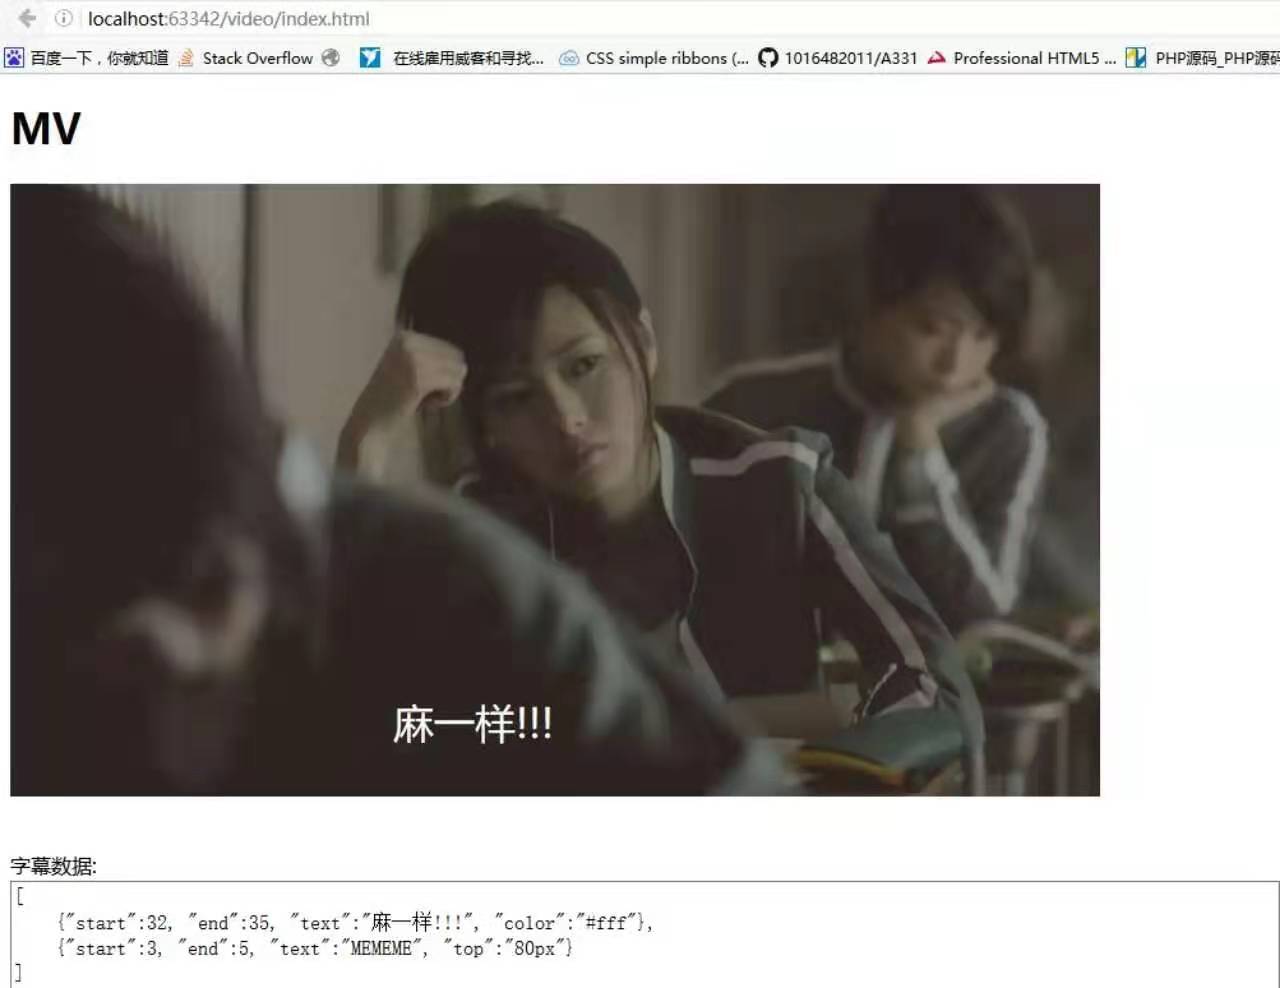 localhost:63342/video/index.html
百度一下，你就知道 Stack Overflow 在线雇用威客和寻找... CSS simple ribbons (... 1016482011/A331 Professional HTML5 ... PHP源码_PHP源码
MV
麻一样!!!
字幕数据:
[
{"start":32, "end":35, "text":"麻一样!!!", "color":"#fff"},
{"start":3, "end":5, "text":"MEMEME", "top":"80px"}
]